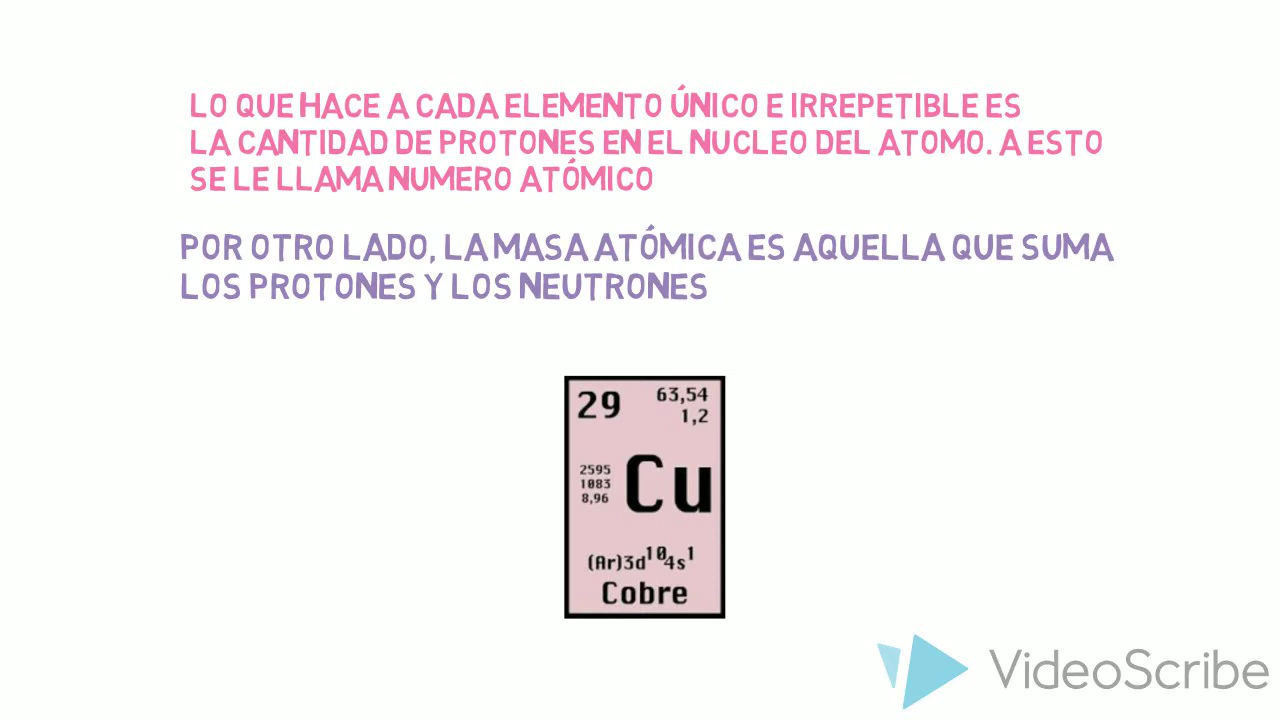 LO QUE HACE A CADA ELEMENTO ÚNICO E IRREPETIBLE ES
LA CANTIDAD DE PROTONES EN EL NUCLEO DEL ATOMO. A ESTO
SE LE LLAMA NUMERO ATÓMICO
POR OTRO LADO, LA MASA ATÓMICA ES AQUELLA QUE SUMA
LOS PROTONES Y LOS NEUTRONES
29 63,54
1,2
2595
1083
8,96
Cu
(Ar)3d¹⁰4s¹
Cobre
VideoScribe